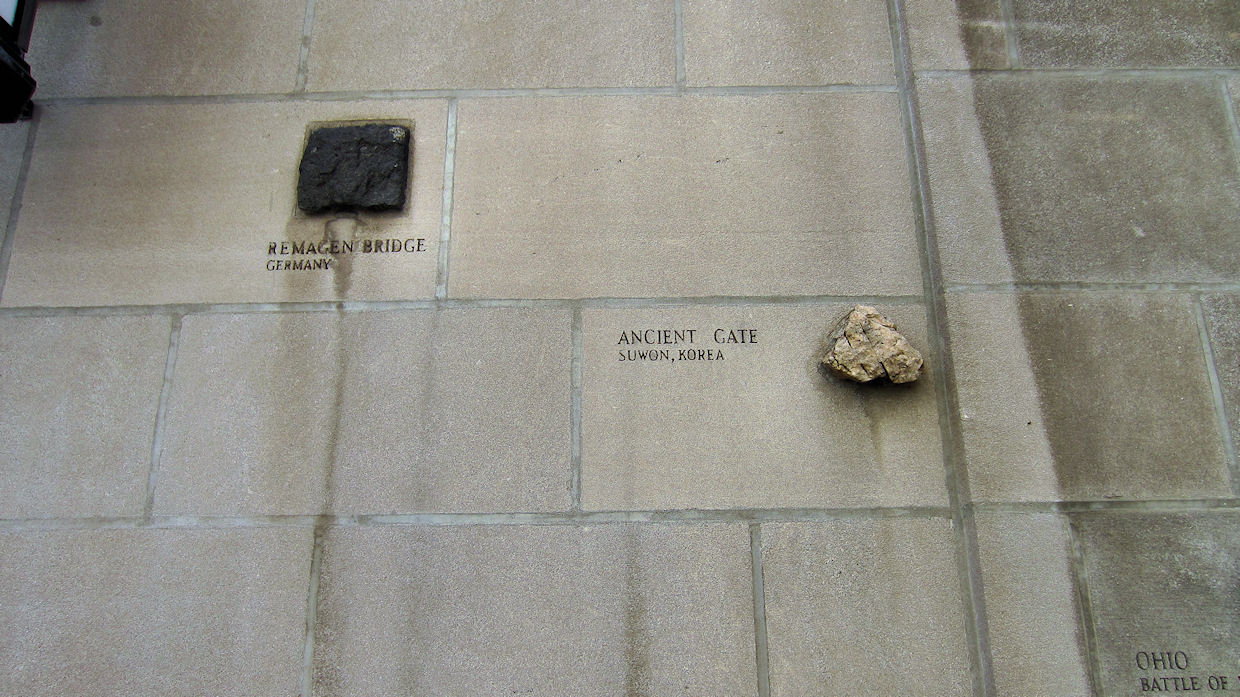 REMAGEN BRIDGE
GERMANY
ANCIENT GATE
SUWON, KOREA
OHIO
BATTLE OF